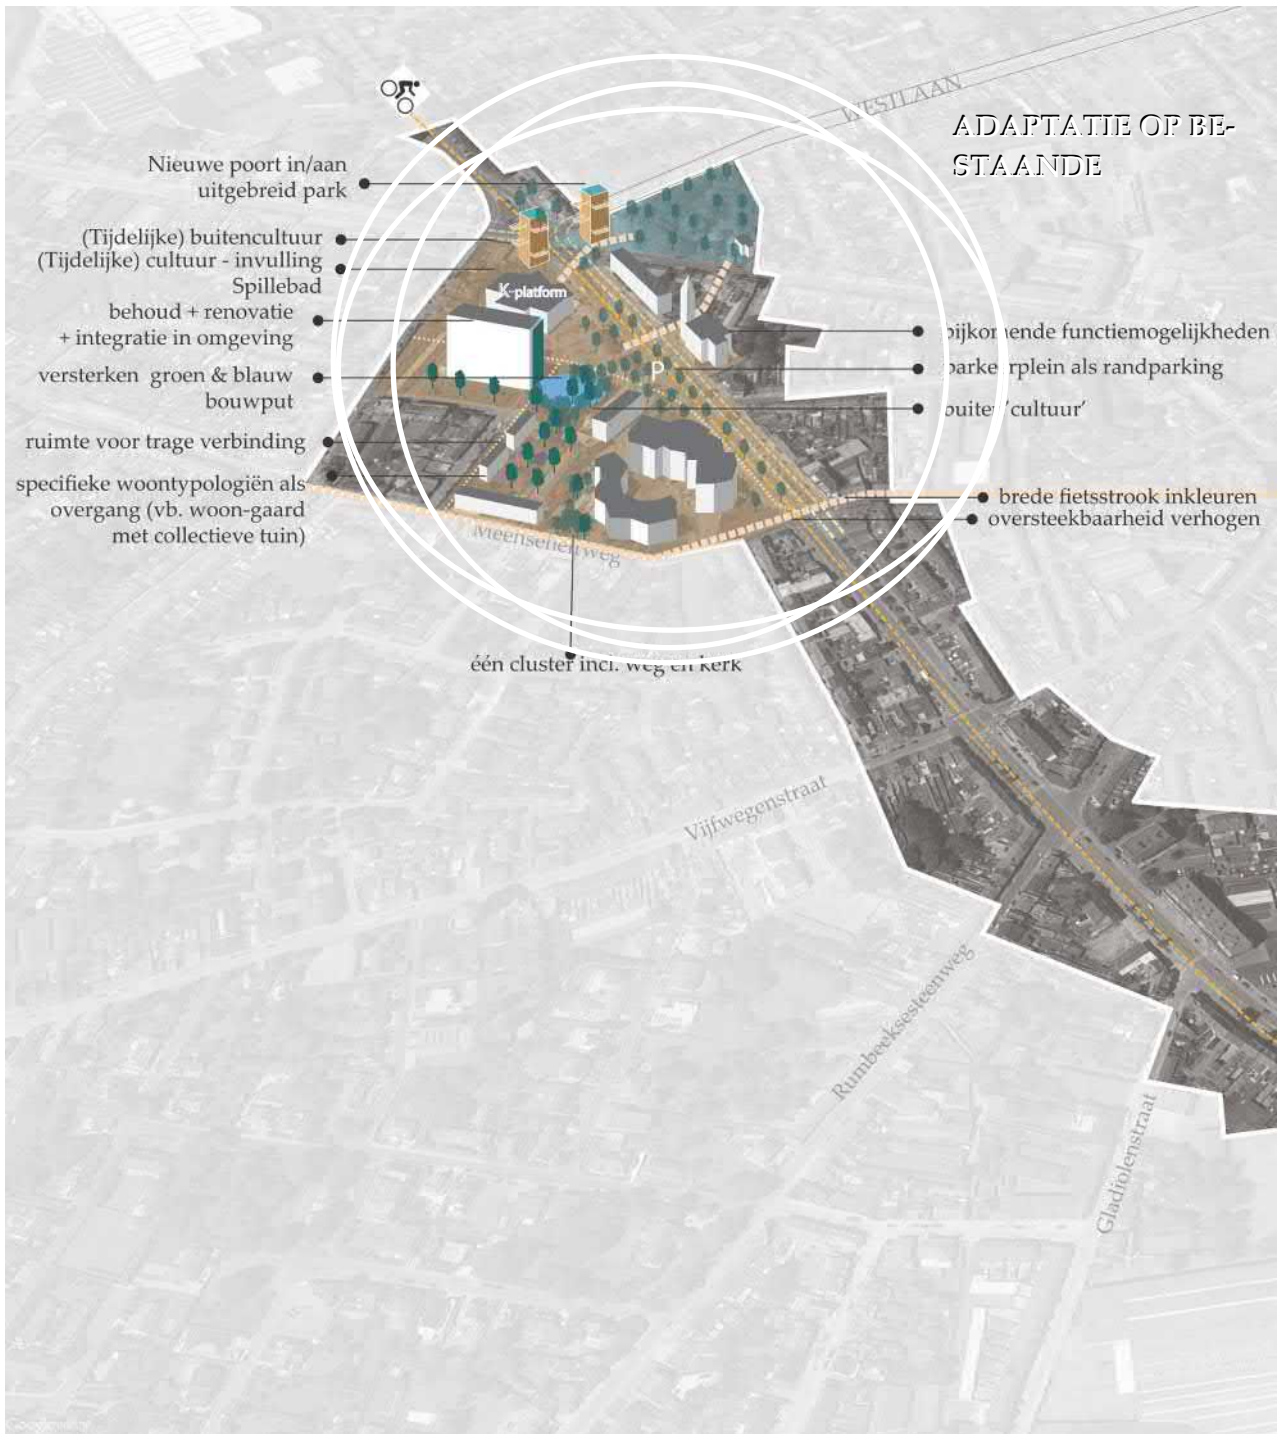 WESTLAAN
ADAPTATIE OP BE-
STAANDE
Nieuwe poort in/aan
uitgebreid park
(Tijdelijke) buitencultuur
(Tijdelijke) cultuur - invulling
Spillebad
behoud + renovatie
+ integratie in omgeving
versterken groen & blauw
bouwput
ruimte voor trage verbinding
specifieke woontypologiën als
overgang (vb. woon-gaard
met collectieve tuin)
K-platform
P
bijkomende functiemogelijkheden
parkeerplein als randparking
buiten 'cultuur'
brede fietsstrook inkleuren
oversteekbaarheid verhogen
Meensesteenweg
één cluster incl. weg en kerk
Vijfwegenstraat
Rumbeeksesteenweg
Gladiolenstraat